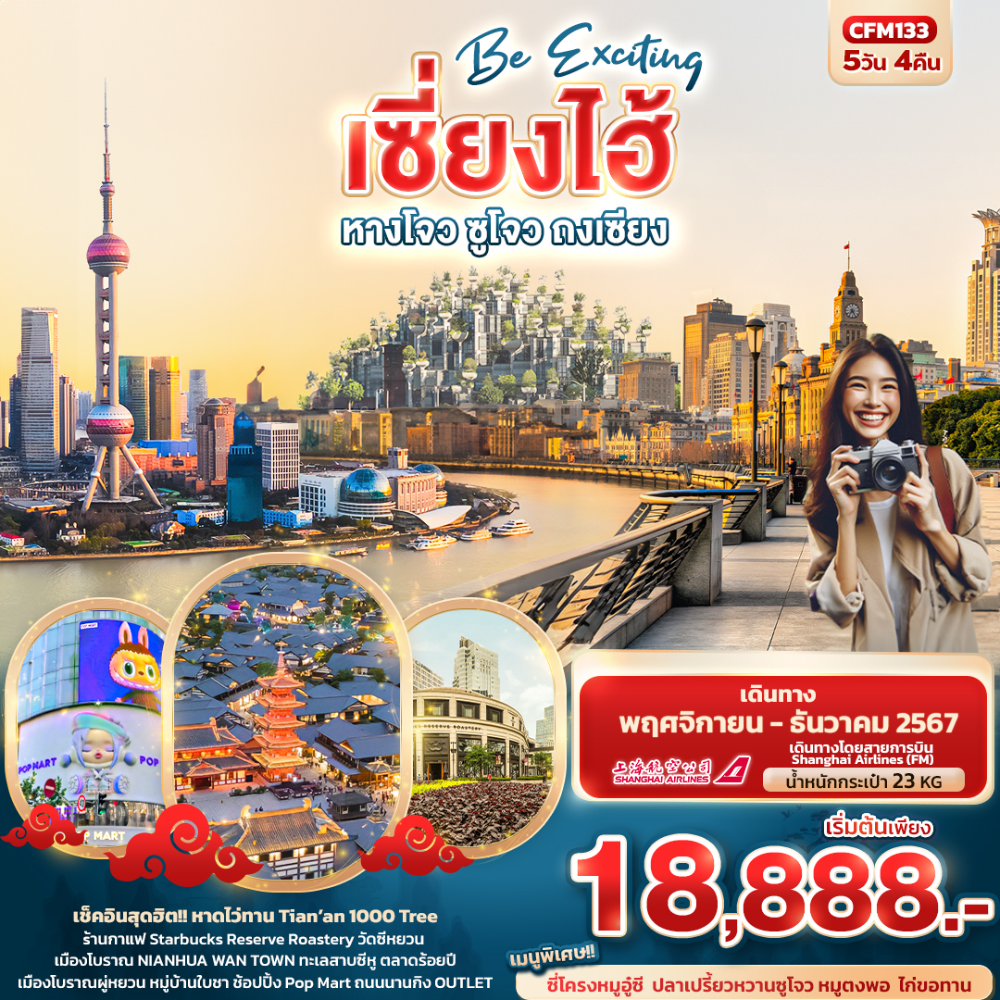 CFM133
5วัน 4คืน
Be Exciting
เซี่ยงไฮ้
หางโจว ซูโจว ถงเซียง
POP MART
POP MART
POP
POP MART
RESERVE ROASTERY
เดินทาง
พฤศจิกายน - ธันวาคม 2567
เดินทางโดยสายการบิน
Shanghai Airlines (FM)
上海航空公司
SHANGHAI AIRLINES
น้ำหนักกระเป๋า 23 KG
เริ่มต้นเพียง
18,888.-
เช็คอินสุดฮิต!! หาดไว่ทาน Tian’an 1000 Tree
ร้านกาแฟ Starbucks Reserve Roastery วัดซีหยวน
เมืองโบราณ NIANHUA WAN TOWN ทะเลสาบซีหู ตลาดร้อยปี
เมืองโบราณผู่หยวน หมู่บ้านใบชา ช้อปปิ้ง Pop Mart ถนนนานกิง OUTLET
เมนูพิเศษ!!
ซี่โครงหมูอู๋ซี ปลาเปรี้ยวหวานซูโจว หมูตงพอ ไก่ขอทาน